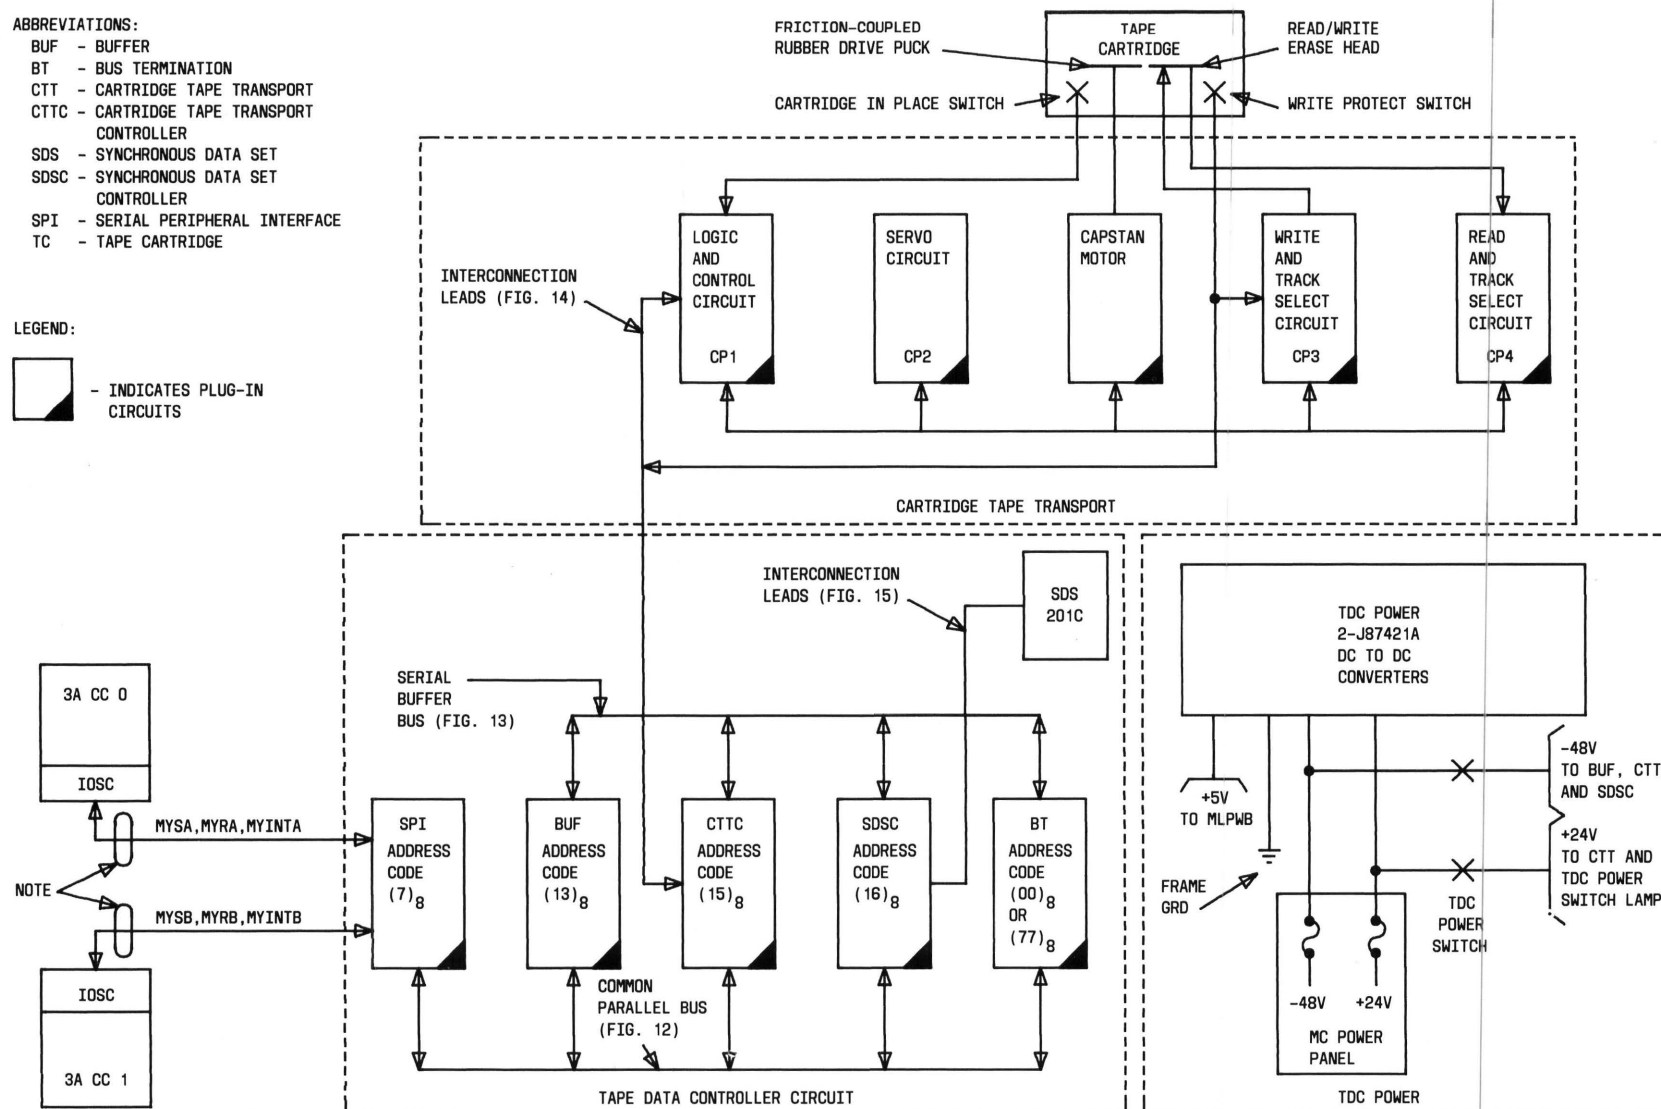 ABBREVIATIONS:
BUF - BUFFER
BT - BUS TERMINATION
CTT - CARTRIDGE TAPE TRANSPORT
CTTC - CARTRIDGE TAPE TRANSPORT
CONTROLLER
SDS - SYNCHRONOUS DATA SET
SDSC - SYNCHRONOUS DATA SET
CONTROLLER
SPI - SERIAL PERIPHERAL INTERFACE
TC - TAPE CARTRIDGE
LEGEND:
- INDICATES PLUG-IN
CIRCUITS
FRICTION-COUPLED
RUBBER DRIVE PUCK
CARTRIDGE IN PLACE SWITCH
TAPE
CARTRIDGE
READ/WRITE
ERASE HEAD
WRITE PROTECT SWITCH
INTERCONNECTION
LEADS (FIG. 14)
LOGIC
AND
CONTROL
CIRCUIT
CP1
SERVO
CIRCUIT
CP2
CAPSTAN
MOTOR
WRITE
AND
TRACK
SELECT
CIRCUIT
CP3
READ
AND
TRACK
SELECT
CIRCUIT
CP4
CARTRIDGE TAPE TRANSPORT
INTERCONNECTION
LEADS (FIG. 15)
SDS
201C
SERIAL
BUFFER
BUS (FIG. 13)
3A CC 0
IOSC
MYSA,MYRA,MYINTA
NOTE
MYSB,MYRB,MYINTB
IOSC
3A CC 1
SPI
ADDRESS
CODE
(7)8
BUF
ADDRESS
CODE
(13)8
CTTC
ADDRESS
CODE
(15)8
SDSC
ADDRESS
CODE
(16)8
BT
ADDRESS
CODE
(00)8
OR
(77)8
COMMON
PARALLEL BUS
(FIG. 12)
TAPE DATA CONTROLLER CIRCUIT
TDC POWER
2-J87421A
DC TO DC
CONVERTERS
+5V
TO MLPWB
FRAME
GRD
-48V
TO BUF, CTT
AND SDSC
+24V
TO CTT AND
TDC POWER
SWITCH LAMP
TDC
POWER
SWITCH
-48V +24V
MC POWER
PANEL
TDC POWER